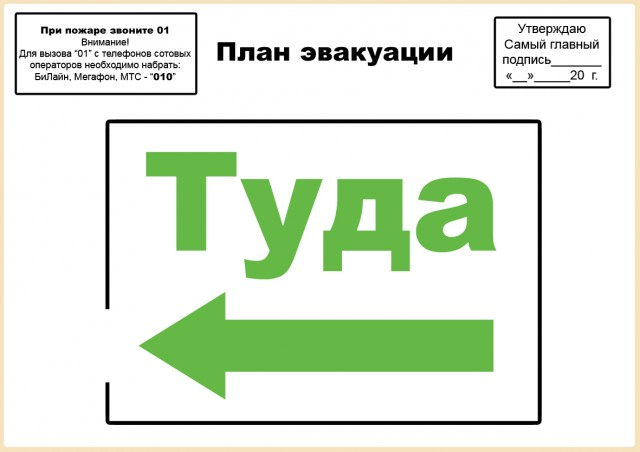 При пожаре звоните 01
Внимание!
Для вызова “01” с телефонов сотовых
операторов необходимо набрать:
БиЛайн, Мегафон, МТС - “010”
План эвакуации
Утверждаю
Самый главный
подпись_______
«__»_____20  г.
Туда